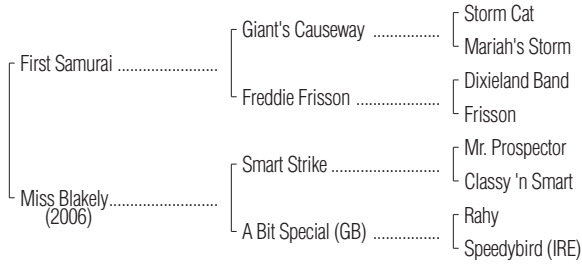 Storm Cat
Giant's Causeway ..................
Mariah's Storm
First Samurai ...........................
Dixieland Band
Freddie Frisson .......................
Frisson
Mr. Prospector
Smart Strike .............................
Classy 'n Smart
Miss Blakely.............................
(2006)
Rahy
A Bit Special (GB) ..................
Speedybird (IRE)